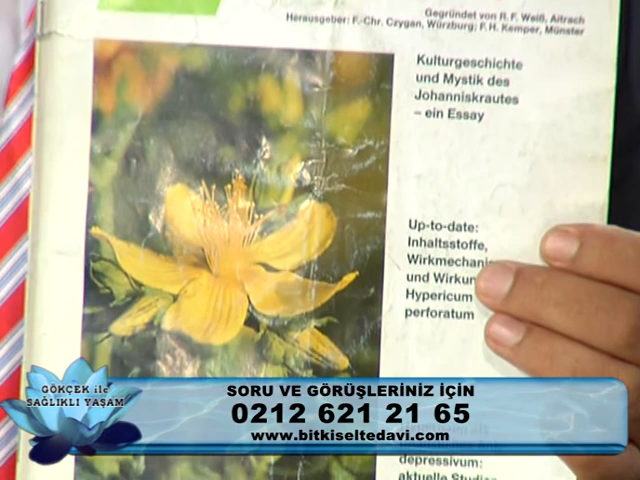 Gegründet von R. F. Weiß, Aitrach
Herausgeber: F.-Chr. Czygan, Würzburg; F. H. Kemper, Münster
Kulturgeschichte
und Mystik des
Johanniskrautes
– ein Essay
Up-to-date:
Inhaltsstoffe,
und
Hypericum
perforatum
GÖKÇEK ile
SAĞLIKLI YAŞAM
SORU VE GÖRÜŞLERİNİZ İÇİN
0212 621 21 65
www.bitkiseltedavi.com
depressivum:
aktuelle